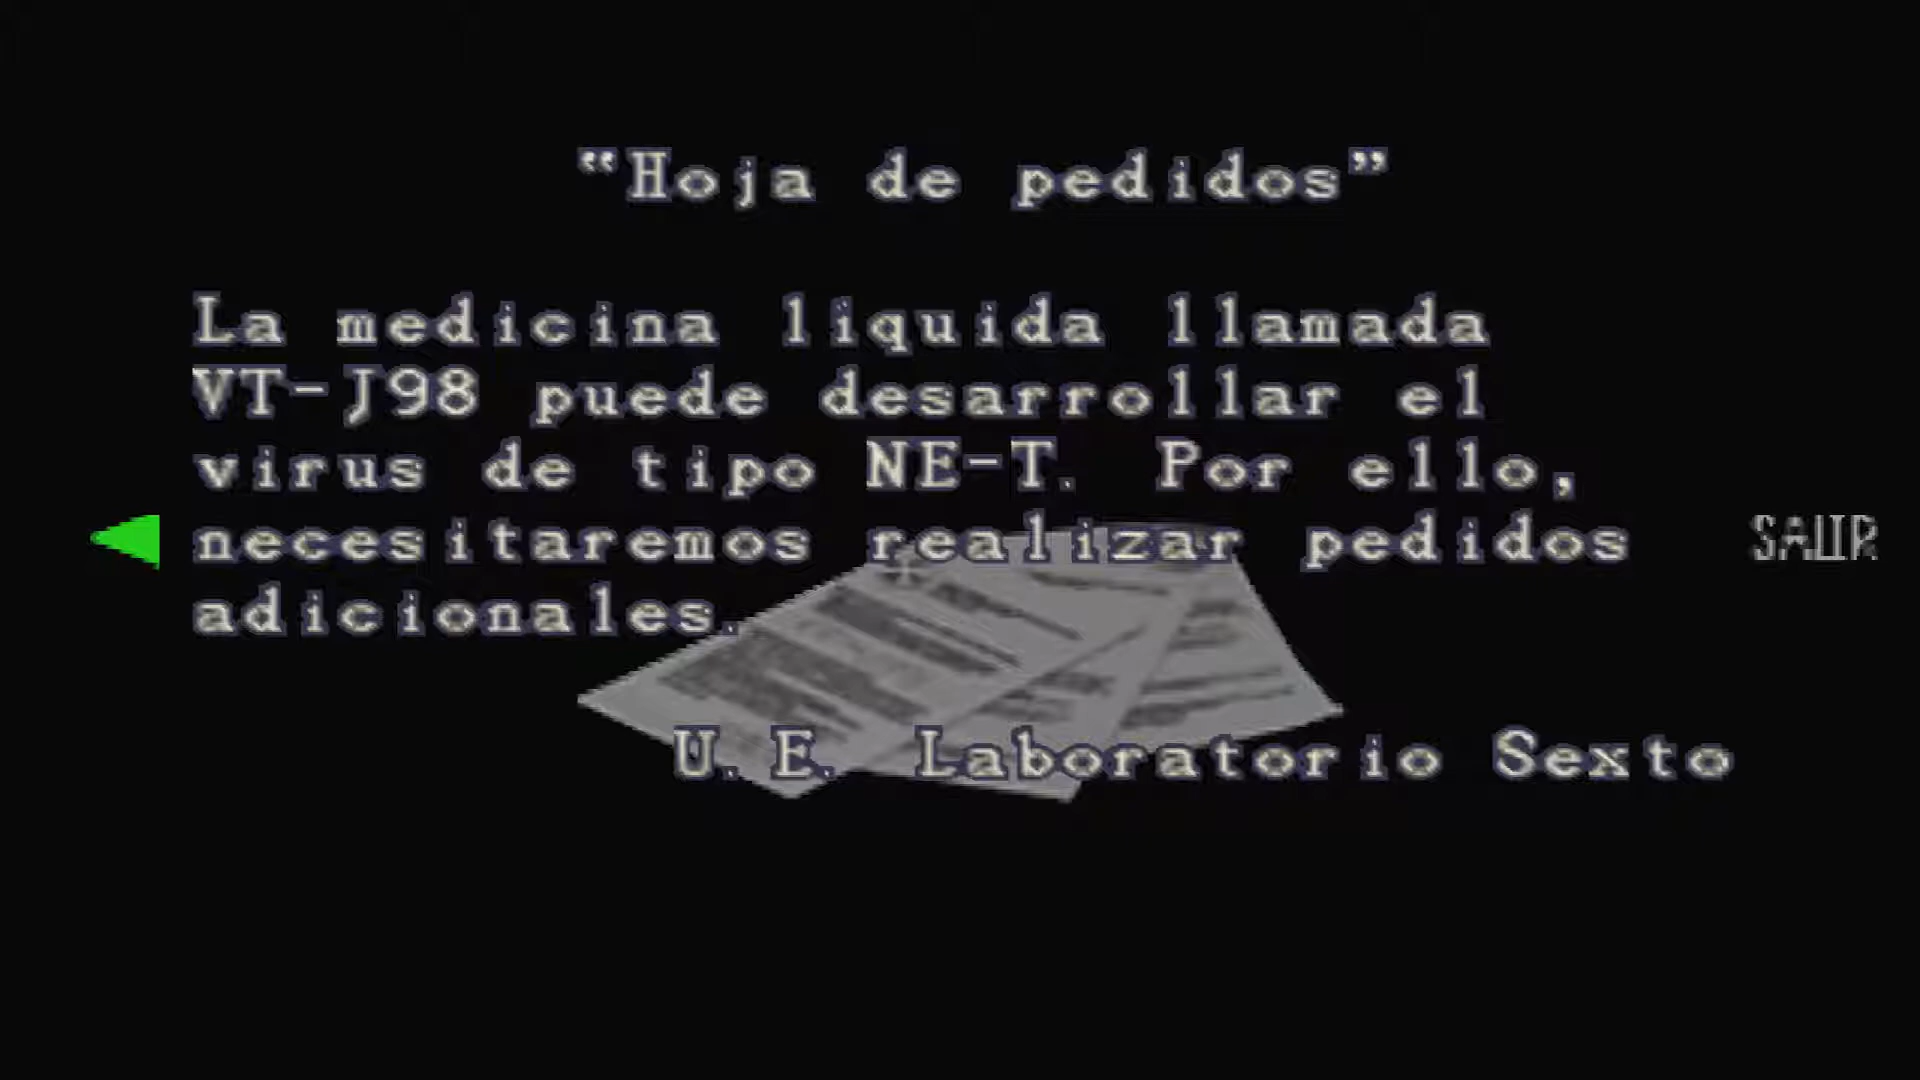 “Hoja de pedidos”
La medicina liquida llamada
VT-J98 puede desarrollar el
virus de tipo NE-T. Por ello,
necesitaremos realizar pedidos
adicionales.
SALIR
U.E. Laboratorio Sexto